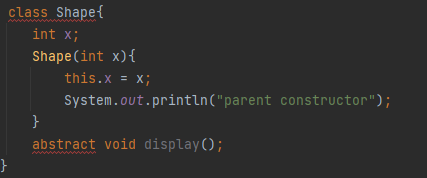 class Shape{
int x;
Shape(int x){
this.x = x;
System.out.println("parent constructor");
}
abstract void display();
}